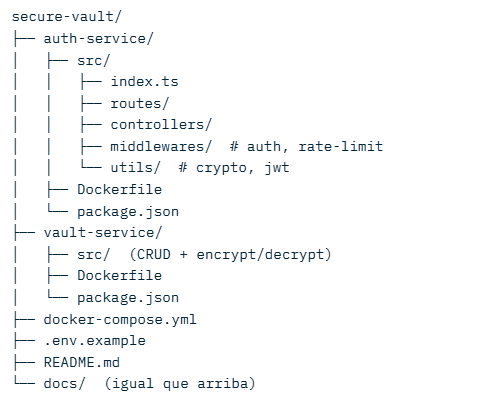 secure-vault/
├── auth-service/
│   ├── src/
│   │   ├── index.ts
│   │   ├── routes/
│   │   ├── controllers/
│   │   ├── middlewares/  # auth, rate-limit
│   │   └── utils/  # crypto, jwt
│   ├── Dockerfile
│   └── package.json
├── vault-service/
│   ├── src/  (CRUD + encrypt/decrypt)
│   ├── Dockerfile
│   └── package.json
├── docker-compose.yml
├── .env.example
├── README.md
└── docs/  (igual que arriba)